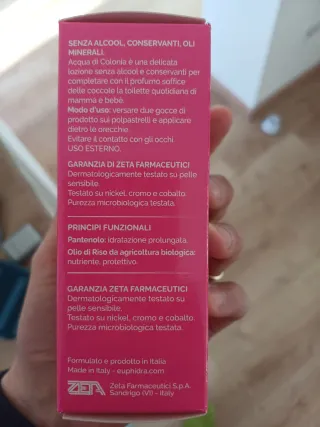 SENZA ALCOOL, CONSERVANTI, OLI
MINERALI.
Acqua di Colonia è una delicata
lozione senza alcool e conservanti per
completare con il profumo soffice
delle coccole la toilette quotidiana di
mamma e bebè.
Modo d'uso: versare due gocce di
prodotto sui polpastrelli e applicare
dietro le orecchie.
Evitare il contatto con gli occhi
USO ESTERNO.
GARANZIA DI ZETA FARMACEUTICI
Dermatologicamente testato su pelle
sensibile.
Testato su nickel, cromo e cobalto.
Purezza microbiologica testata.
PRINCIPI FUNZIONALI
Pantenolo: idratazione prolungata.
Olio di Riso da agricoltura biologica:
nutriente, protettivo.
GARANZIA ZETA FARMACEUTICI
Dermatologicamente testato su
pelli sensibili.
Testato su nickel, cromo e cobalto.
Purezza microbiologica testata.
Formulato e prodotto in Italia
Made in Italy - euphidra.com
ZETA
Zeta Farmaceutici S.p.A.
Sandrigo (VI) - Italy